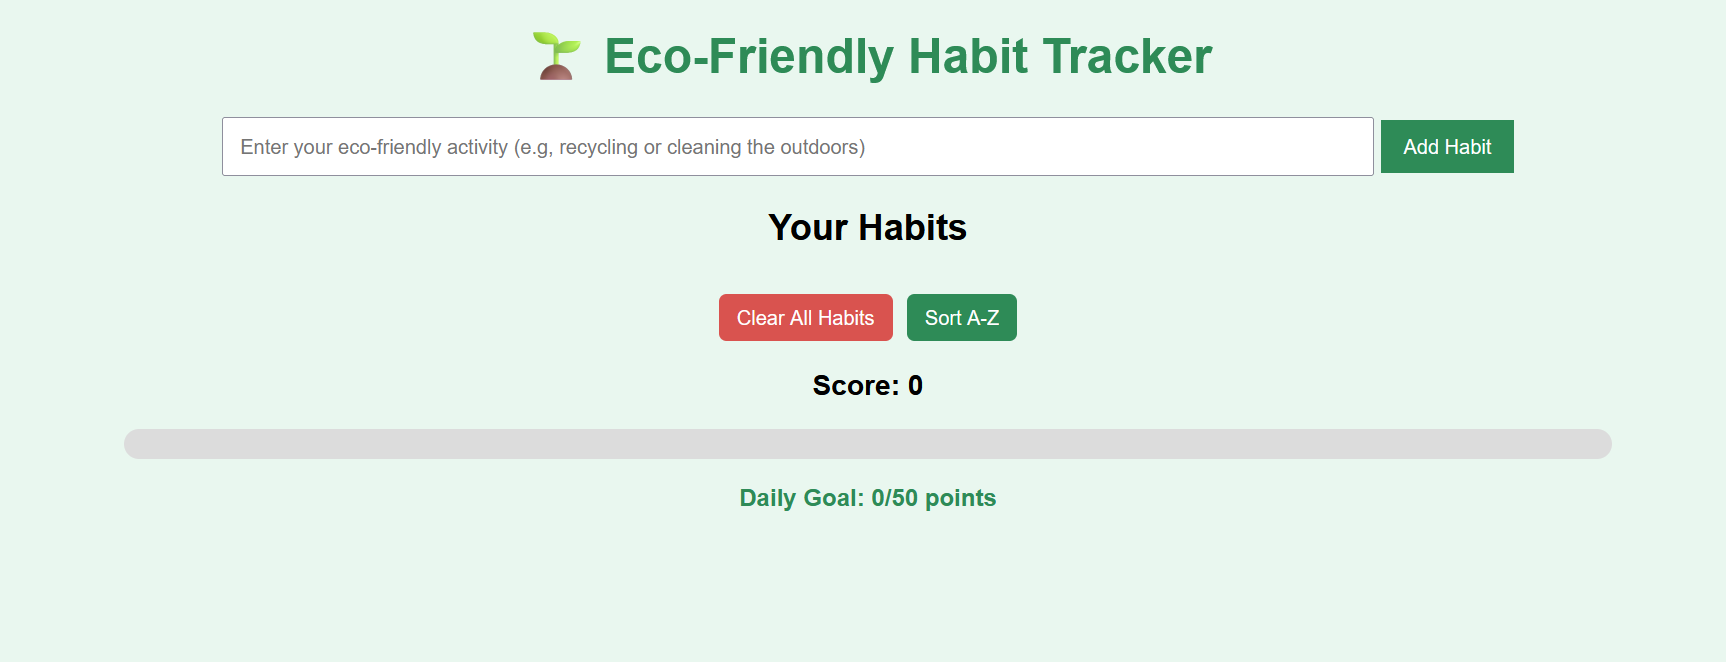 Eco-Friendly Habit Tracker
Enter your eco-friendly activity (e.g, recycling or cleaning the outdoors)
Add Habit
Your Habits
Clear All Habits
Sort A-Z
Score: 0
Daily Goal: 0/50 points